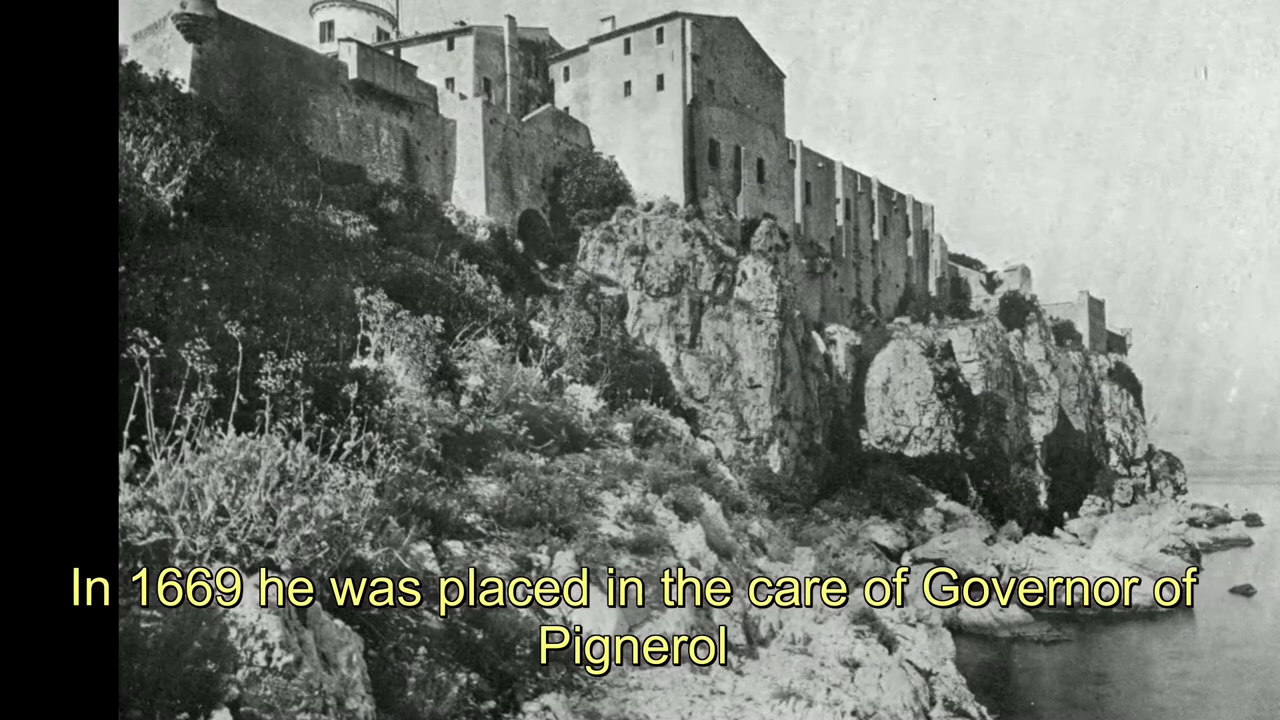 In 1669 he was placed in the care of Governor of
Pignerol